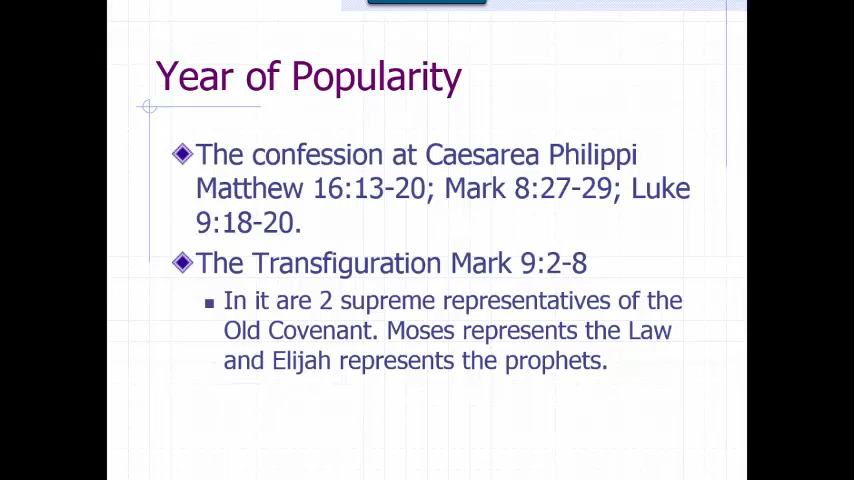 Year of Popularity
The confession at Caesarea Philippi
Matthew 16:13-20; Mark 8:27-29; Luke
9:18-20.
The Transfiguration Mark 9:2-8
In it are 2 supreme representatives of the
Old Covenant. Moses represents the Law
and Elijah represents the prophets.